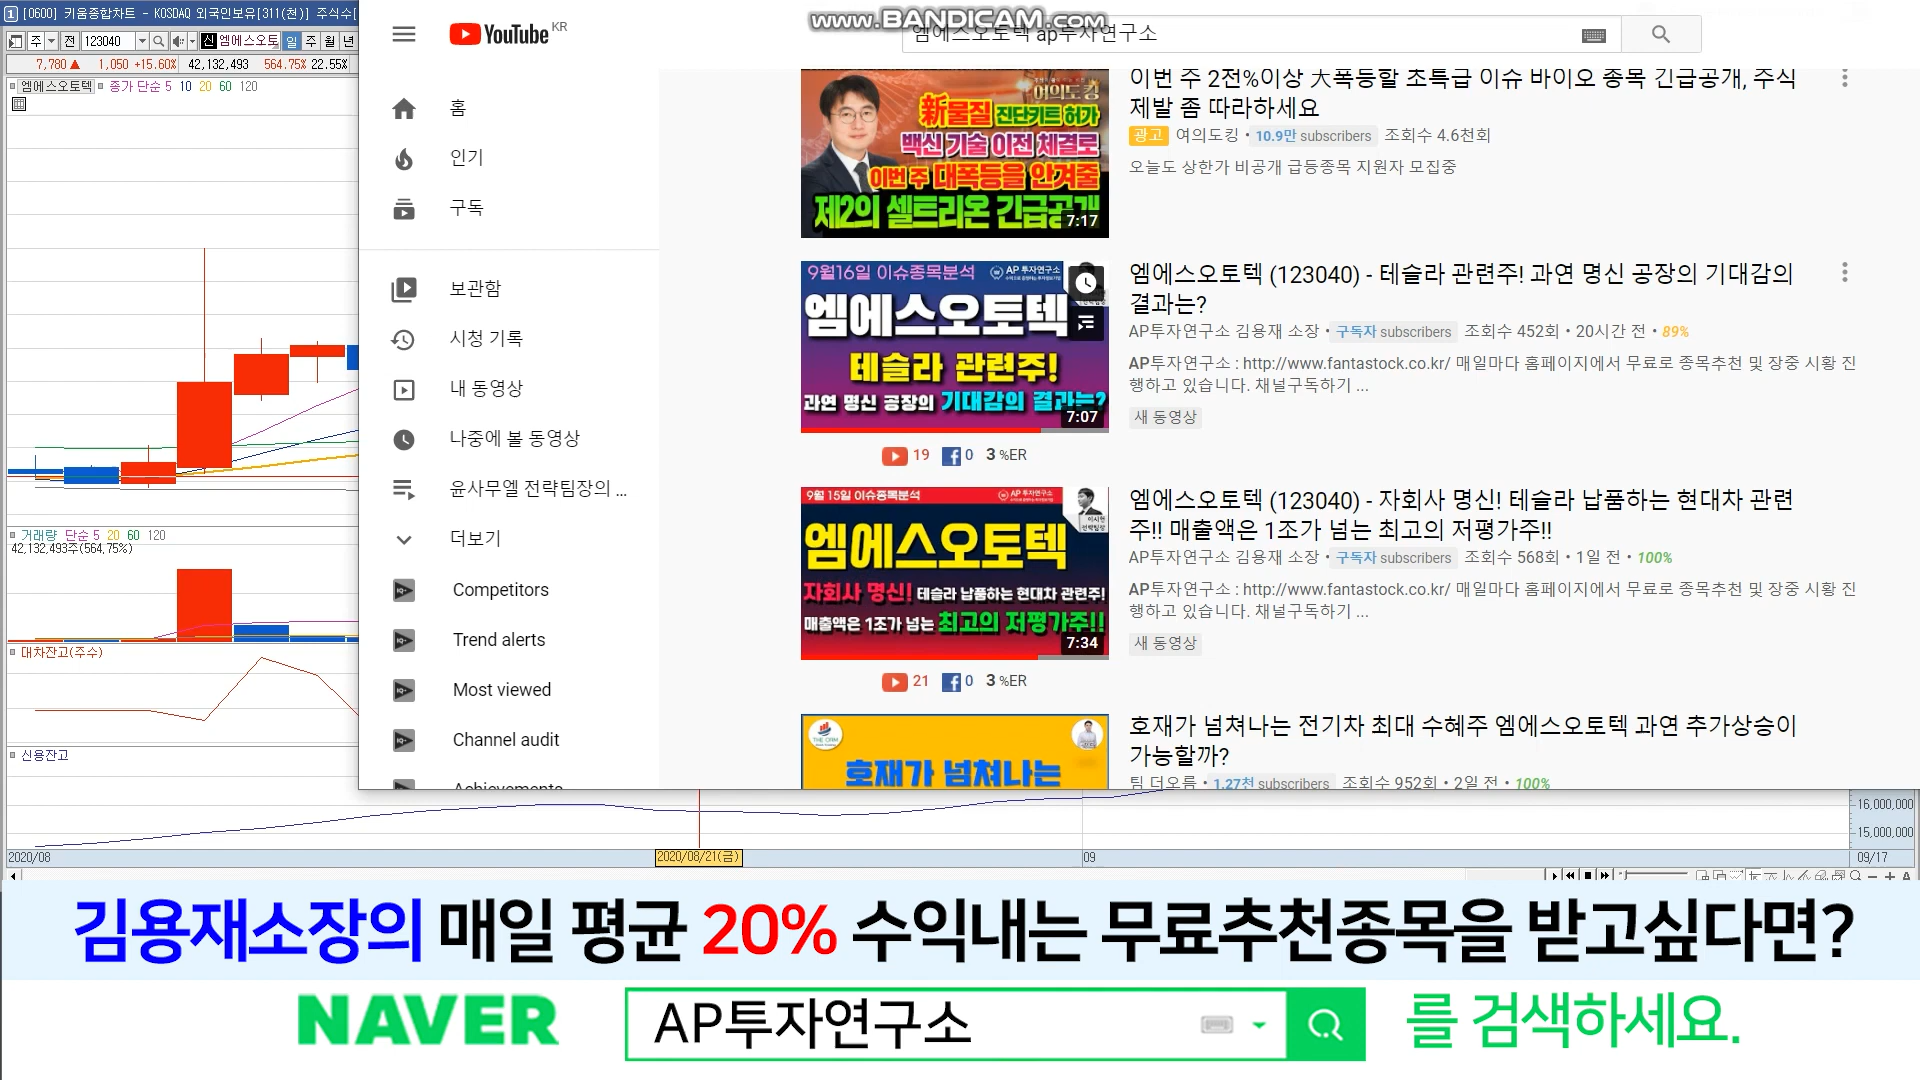 1 [0600] 키움종합차트 - KOSDAQ 외국인보유[311(천)] 주식수[
주 전 123040 신 엠에스오토 일 주 월 년
7,780 ▲ 1,050 +15.60% 42,132,493 564.75% 22.55%
엠에스오토텍 종가 단순 5 10 20 60 120
거래량 단순 5 20 60 120
42,132,493주(564,75%)
대차잔고(주수)
신용잔고
www.BANDICAM.com
YouTube KR
엠에스오토텍 ap투자연구소
홈
인기
구독
보관함
시청 기록
내 동영상
나중에 볼 동영상
윤사무엘 전략팀장의 ...
더보기
Competitors
Trend alerts
Most viewed
Channel audit
Achievements
여의도킹
新물질 진단키트 허가
백신 기술 이전 체결로
이번 주 대폭등을 안겨줄
제2의 셀트리온 긴급공개
7:17
이번 주 2전%이상 大폭등할 초특급 이슈 바이오 종목 긴급공개, 주식
제발 좀 따라하세요
광고 여의도킹 • 10.9만 subscribers 조회수 4.6천회
오늘도 상한가 비공개 급등종목 지원자 모집중
9월16일 이슈종목분석 AP 투자연구소
엠에스오토텍
테슬라 관련주!
과연 명신 공장의 기대감의 결과는?
7:07
엠에스오토텍 (123040) - 테슬라 관련주! 과연 명신 공장의 기대감의
결과는?
AP투자연구소 김용재 소장 • 구독자 subscribers 조회수 452회 • 20시간 전 • 89%
AP투자연구소 : http://www.fantastock.co.kr/ 매일마다 홈페이지에서 무료로 종목추천 및 장중 시황 진
행하고 있습니다. 채널구독하기 ...
새 동영상
19 0 3 %ER
9월 15일 이슈종목분석 AP 투자연구소
이시현
전략팀장
엠에스오토텍
자회사 명신! 테슬라 납품하는 현대차 관련주!
매출액은 1조가 넘는 최고의 저평가주!!
7:34
엠에스오토텍 (123040) - 자회사 명신! 테슬라 납품하는 현대차 관련
주!! 매출액은 1조가 넘는 최고의 저평가주!!
AP투자연구소 김용재 소장 • 구독자 subscribers 조회수 568회 • 1일 전 • 100%
AP투자연구소 : http://www.fantastock.co.kr/ 매일마다 홈페이지에서 무료로 종목추천 및 장중 시황 진
행하고 있습니다. 채널구독하기 ...
새 동영상
21 0 3 %ER
호재가 넘쳐나는
호재가 넘쳐나는 전기차 최대 수혜주 엠에스오토텍 과연 추가상승이
가능할까?
팀 더오름 • 1.27천 subscribers 조회수 952회 • 2일 전 • 100%
16,000,000
15,000,000
2020/08 2020/08/21(금) 09 09/17
김용재소장의 매일 평균 20% 수익내는 무료추천종목을 받고싶다면?
NAVER AP투자연구소 를 검색하세요.